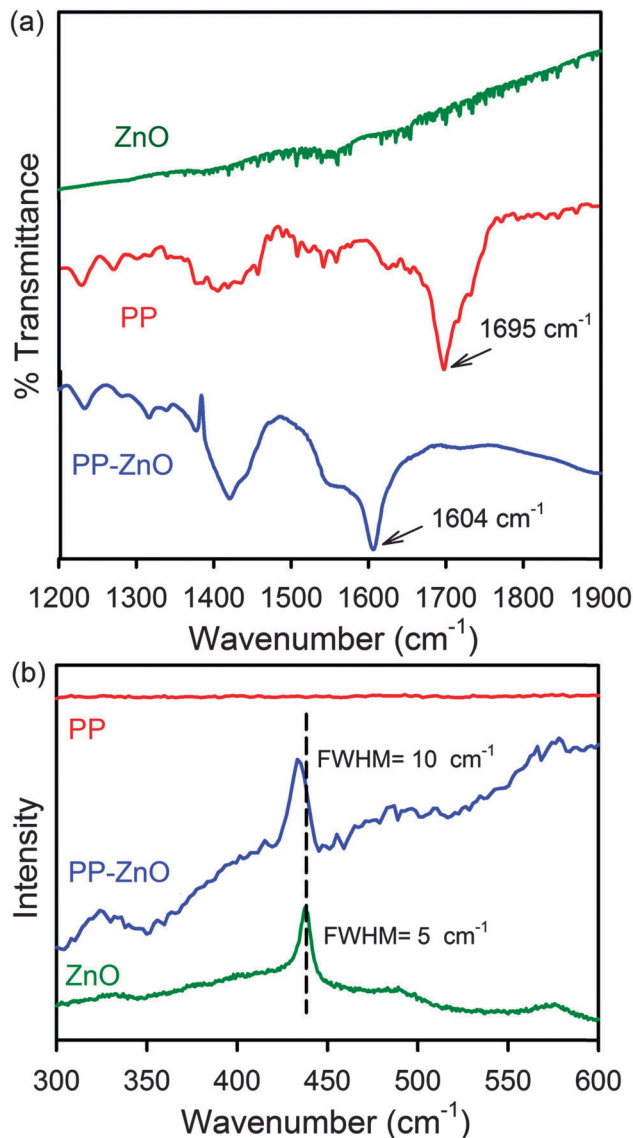 (a)
ZnO
PP
1695 cm⁻¹
PP-ZnO
1604 cm⁻¹
% Transmittance
1200 1300 1400 1500 1600 1700 1800 1900
Wavenumber (cm⁻¹)
(b)
PP
FWHM= 10 cm⁻¹
PP-ZnO
FWHM= 5 cm⁻¹
ZnO
Intensity
300 350 400 450 500 550 600
Wavenumber (cm⁻¹)